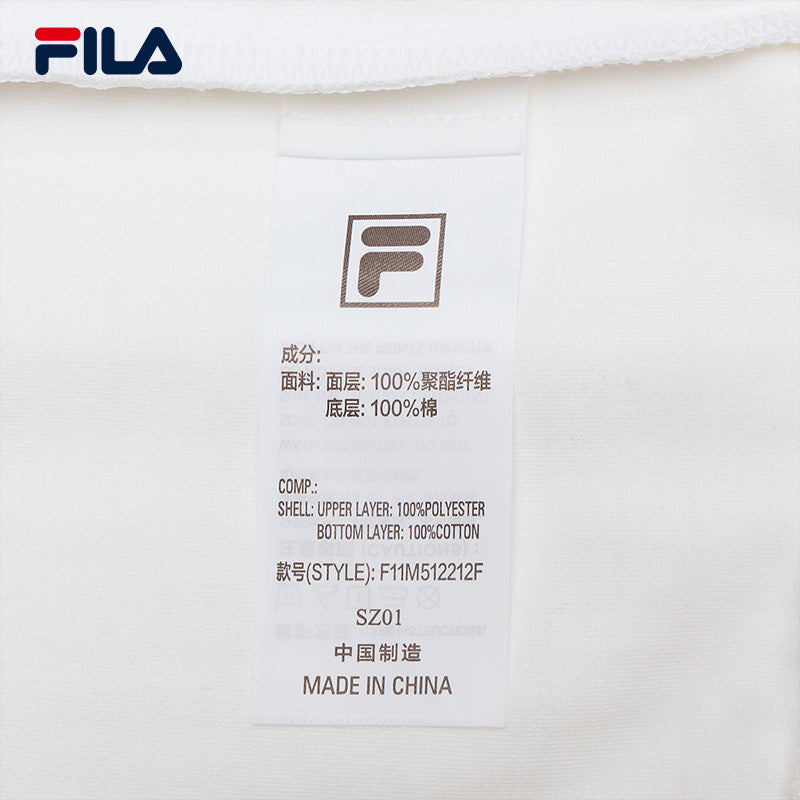 FILA
F
成分:
面料: 面层: 100%聚酯纤维
底层: 100%棉
COMP.:
SHELL: UPPER LAYER: 100%POLYESTER
BOTTOM LAYER: 100%COTTON
款号(STYLE): F11M512212F
SZ01
中国制造
MADE IN CHINA